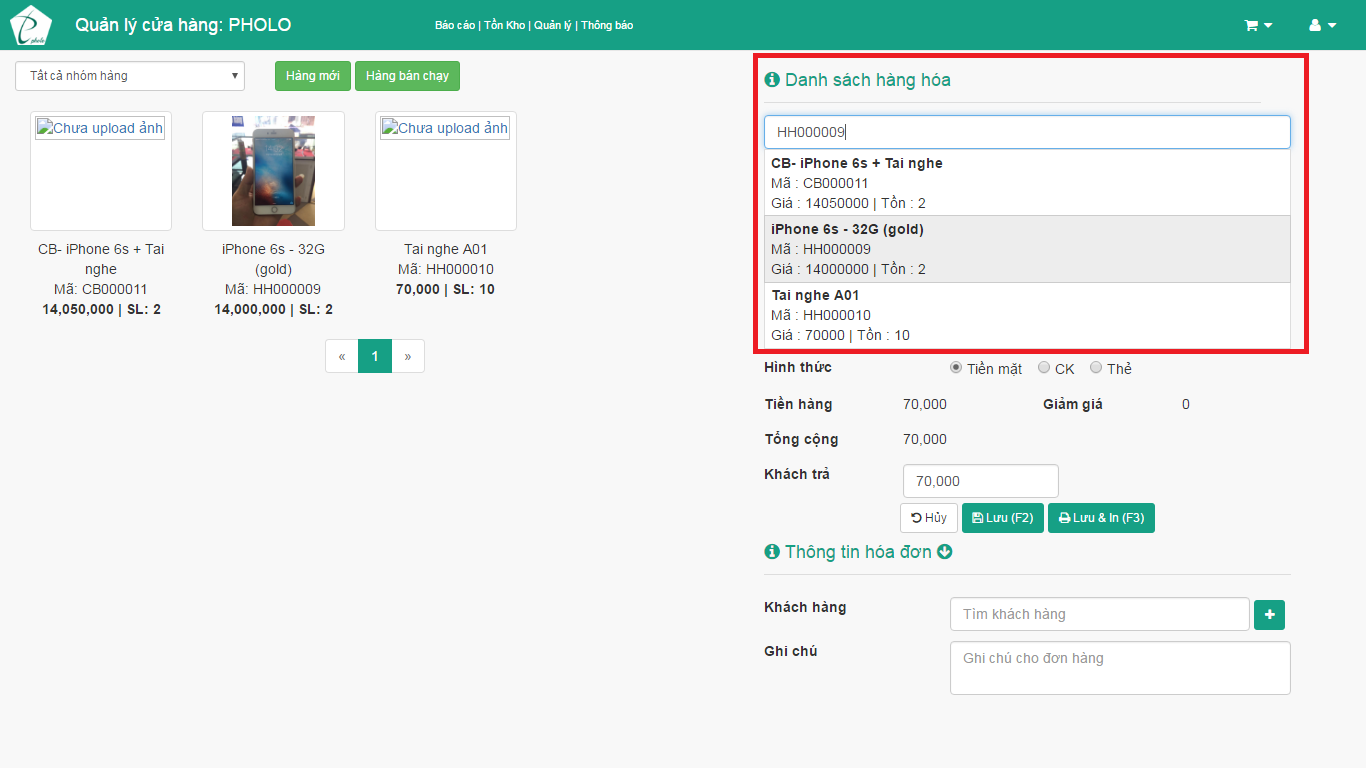 pholo
Quản lý cửa hàng: PHOLO
Báo cáo | Tồn Kho | Quản lý | Thông báo
Tất cả nhóm hàng
Hàng mới
Hàng bán chạy
Chưa upload ảnh
Chưa upload ảnh
CB- iPhone 6s + Tai
nghe
Mã: CB000011
14,050,000 | SL: 2
iPhone 6s - 32G
(gold)
Mã: HH000009
14,000,000 | SL: 2
Tai nghe A01
Mã: HH000010
70,000 | SL: 10
« 1 »
Danh sách hàng hóa
HH000009
CB- iPhone 6s + Tai nghe
Mã : CB000011
Giá : 14050000 | Tồn : 2
iPhone 6s - 32G (gold)
Mã : HH000009
Giá : 14000000 | Tồn : 2
Tai nghe A01
Mã : HH000010
Giá : 70000 | Tồn : 10
Hình thức Tiền mặt CK Thẻ
Tiền hàng 70,000 Giảm giá 0
Tổng cộng 70,000
Khách trả 70,000
Hủy Lưu (F2) Lưu & In (F3)
Thông tin hóa đơn
Khách hàng Tìm khách hàng
Ghi chú Ghi chú cho đơn hàng